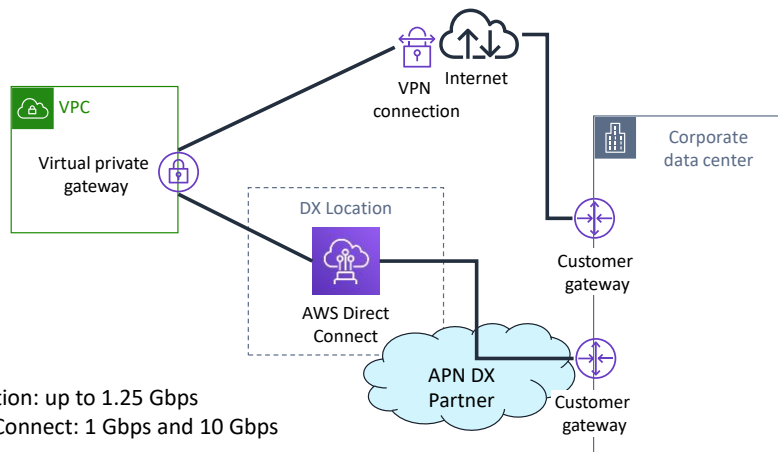 VPC
Virtual private
gateway
VPN
connection
Internet
Corporate
data center
DX Location
AWS Direct
Connect
Customer
gateway
APN DX
Partner
Customer
gateway
tion: up to 1.25 Gbps
Connect: 1 Gbps and 10 Gbps